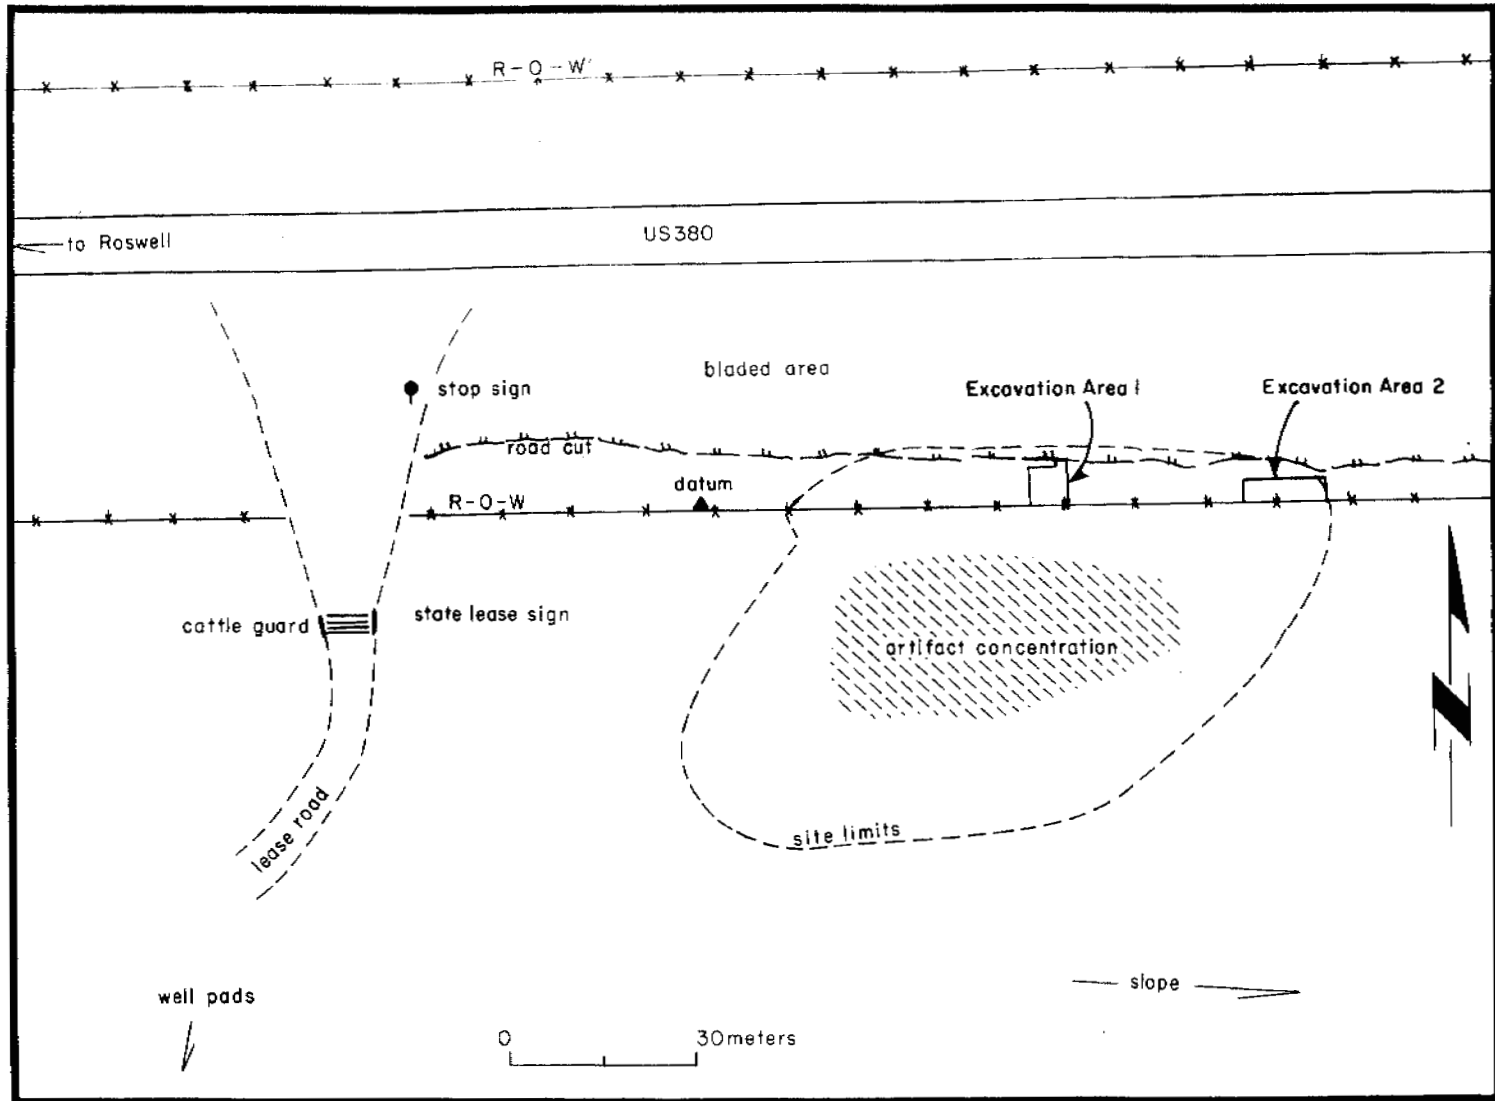 R-O-W
to Roswell
US380
bladed area
stop sign
Excavation Area 1
Excavation Area 2
road cut
datum
R-O-W
cattle guard
state lease sign
artifact concentration
lease road
site limits
well pads
slope
0 30meters
N